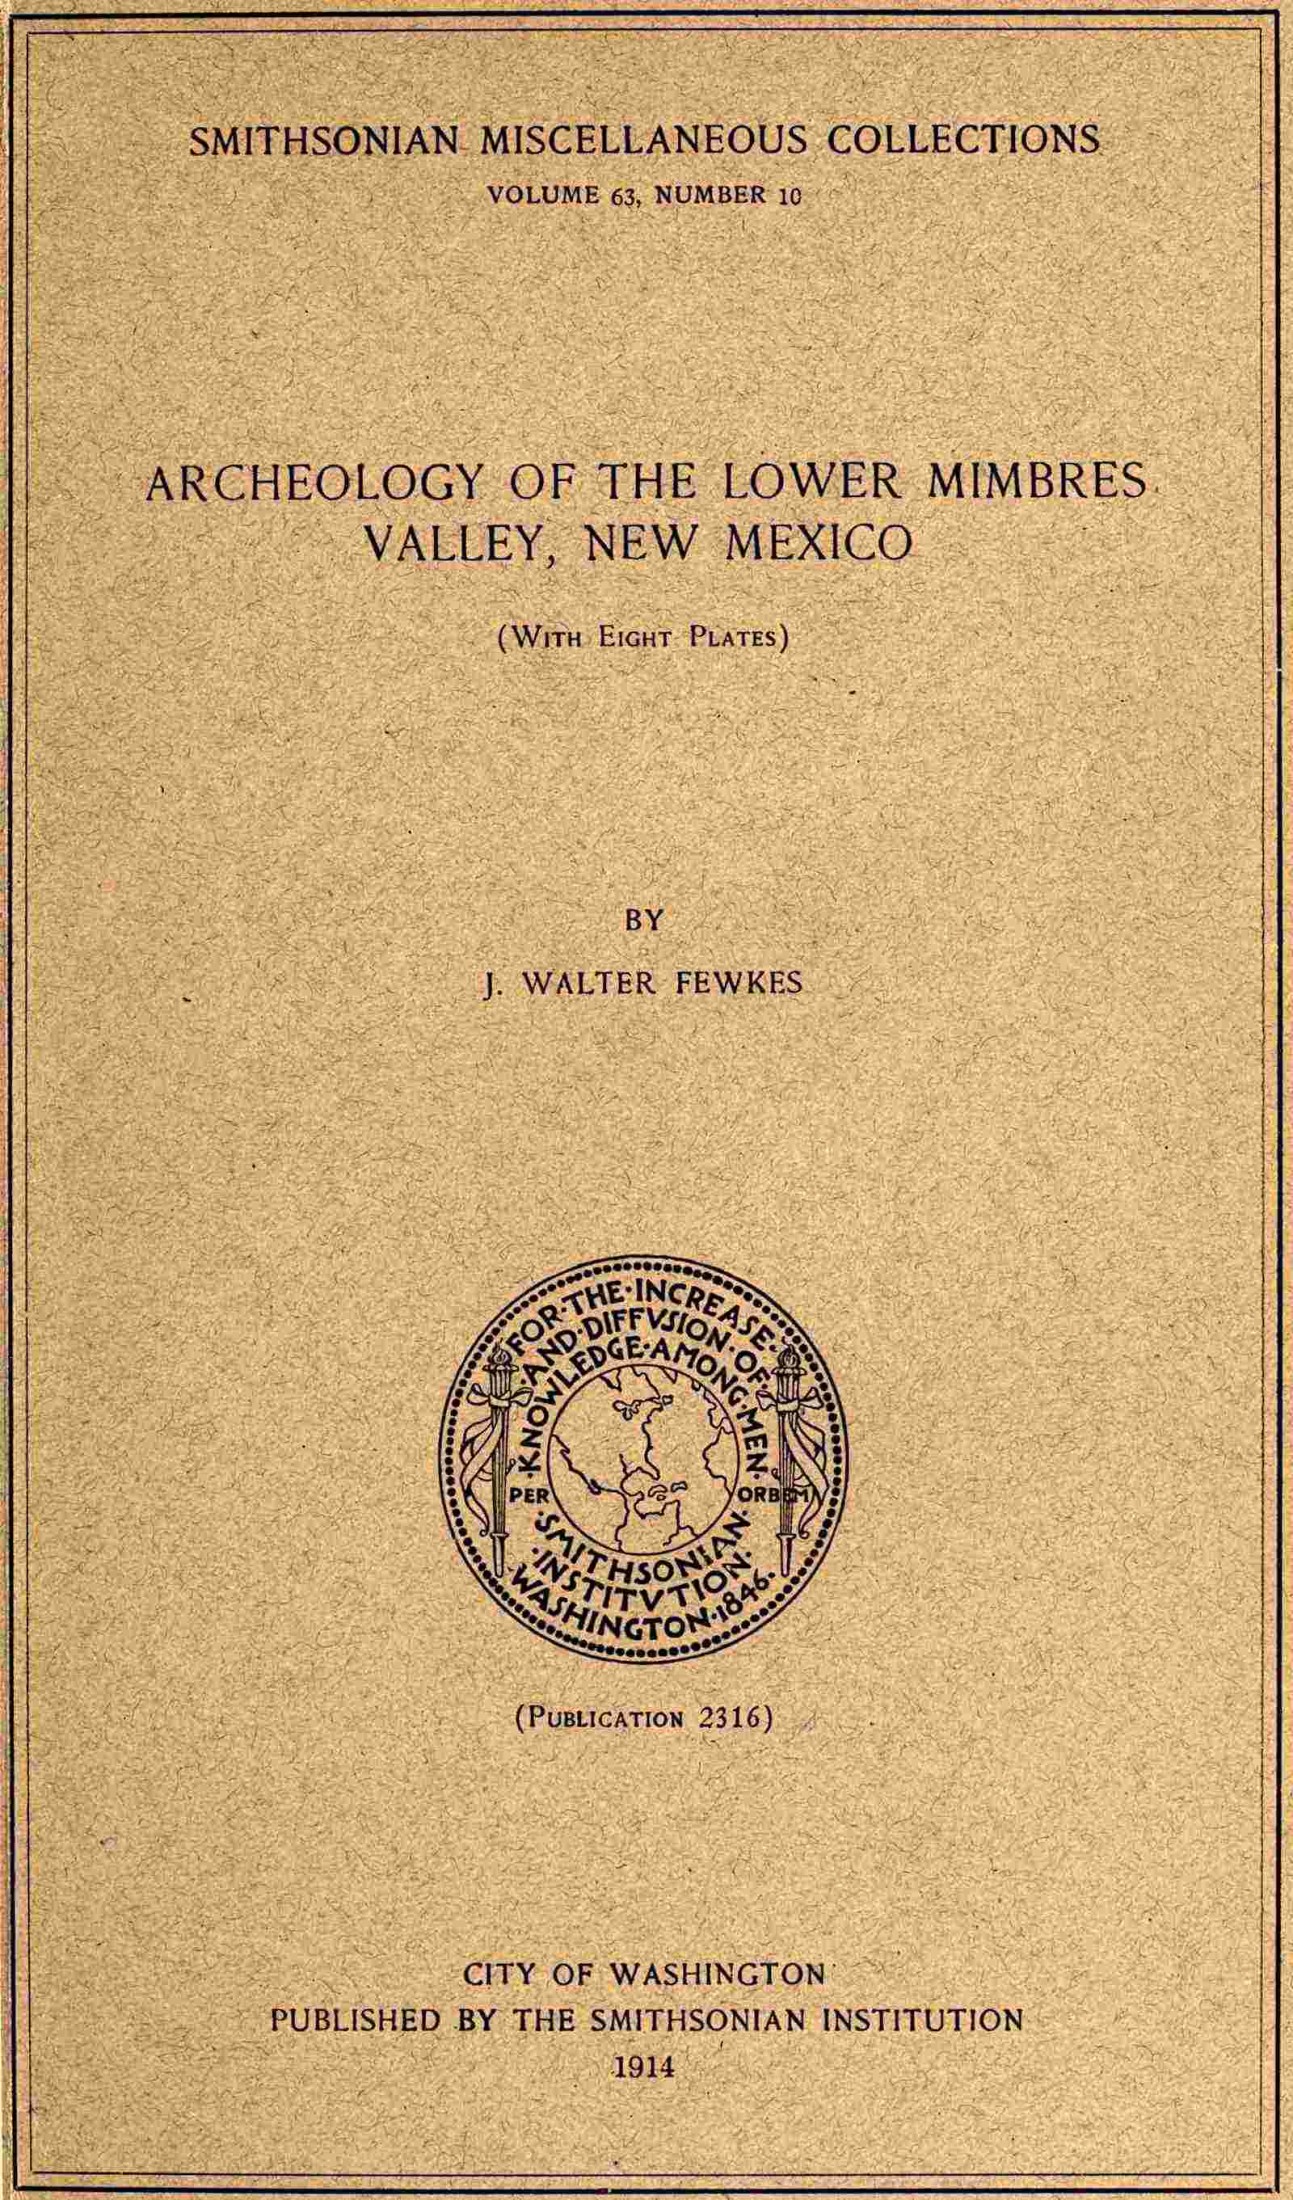 SMITHSONIAN MISCELLANEOUS COLLECTIONS
VOLUME 63, NUMBER 10
ARCHEOLOGY OF THE LOWER MIMBRES
VALLEY, NEW MEXICO
(WITH EIGHT PLATES)
BY
J. WALTER FEWKES
FOR·THE·INCREASE·
·AND·DIFFVSION·OF·
·KNOWLEDGE·AMONG·MEN·
PER ORBEM
·SMITHSONIAN·
·INSTITVTION·
·WASHINGTON·1846·
(PUBLICATION 2316)
CITY OF WASHINGTON
PUBLISHED BY THE SMITHSONIAN INSTITUTION
1914